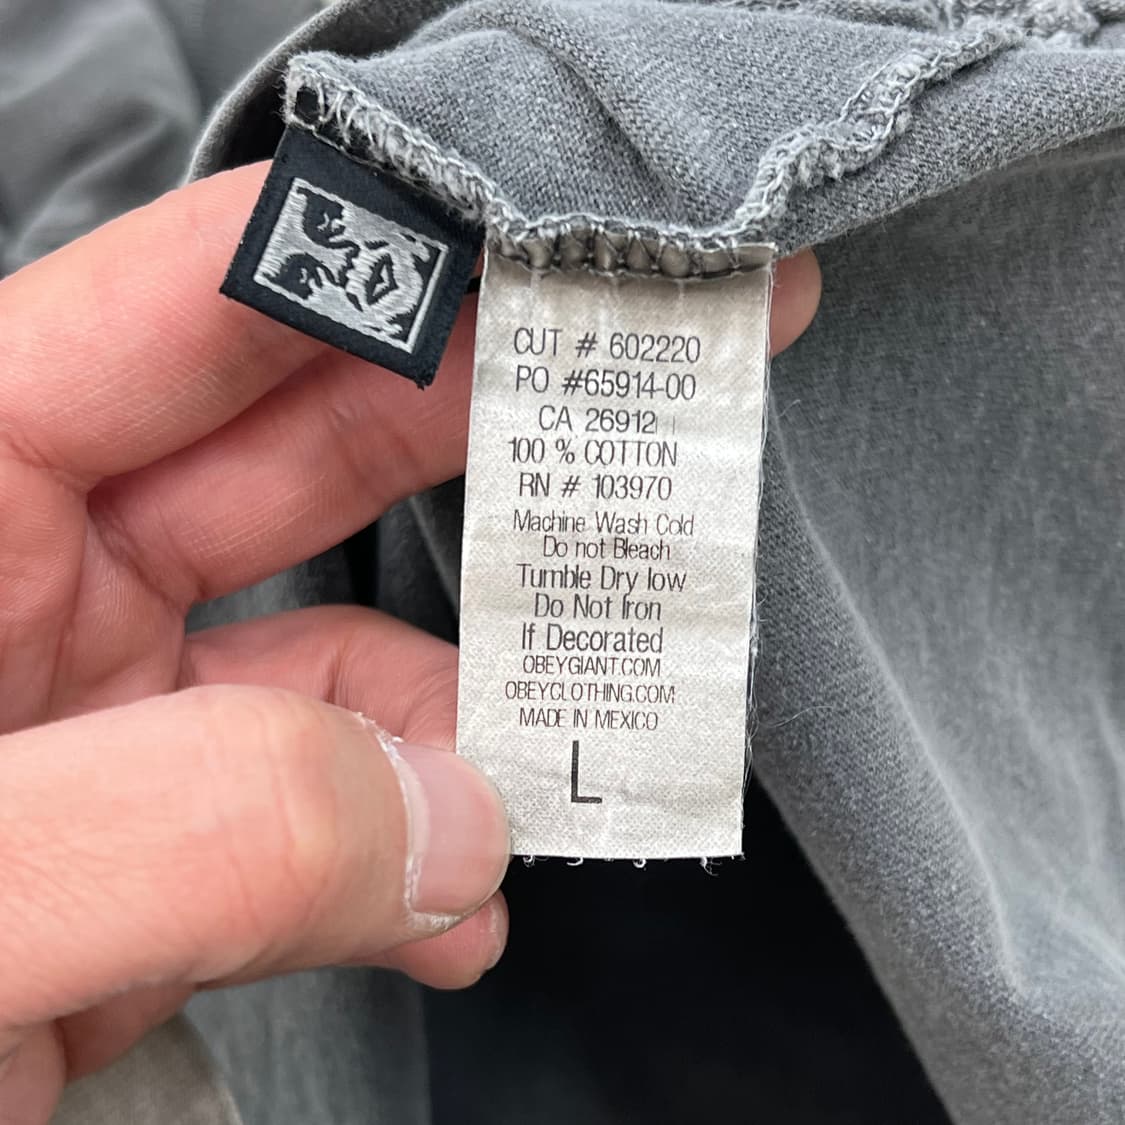 CUT # 602220
PO #65914-00
CA 26912
100 % COTTON
RN # 103970
Machine Wash Cold
Do not Bleach
Tumble Dry low
Do Not Iron
If Decorated
OBEYGIANT.COM
OBEYCLOTHING.COM
MADE IN MEXICO
L